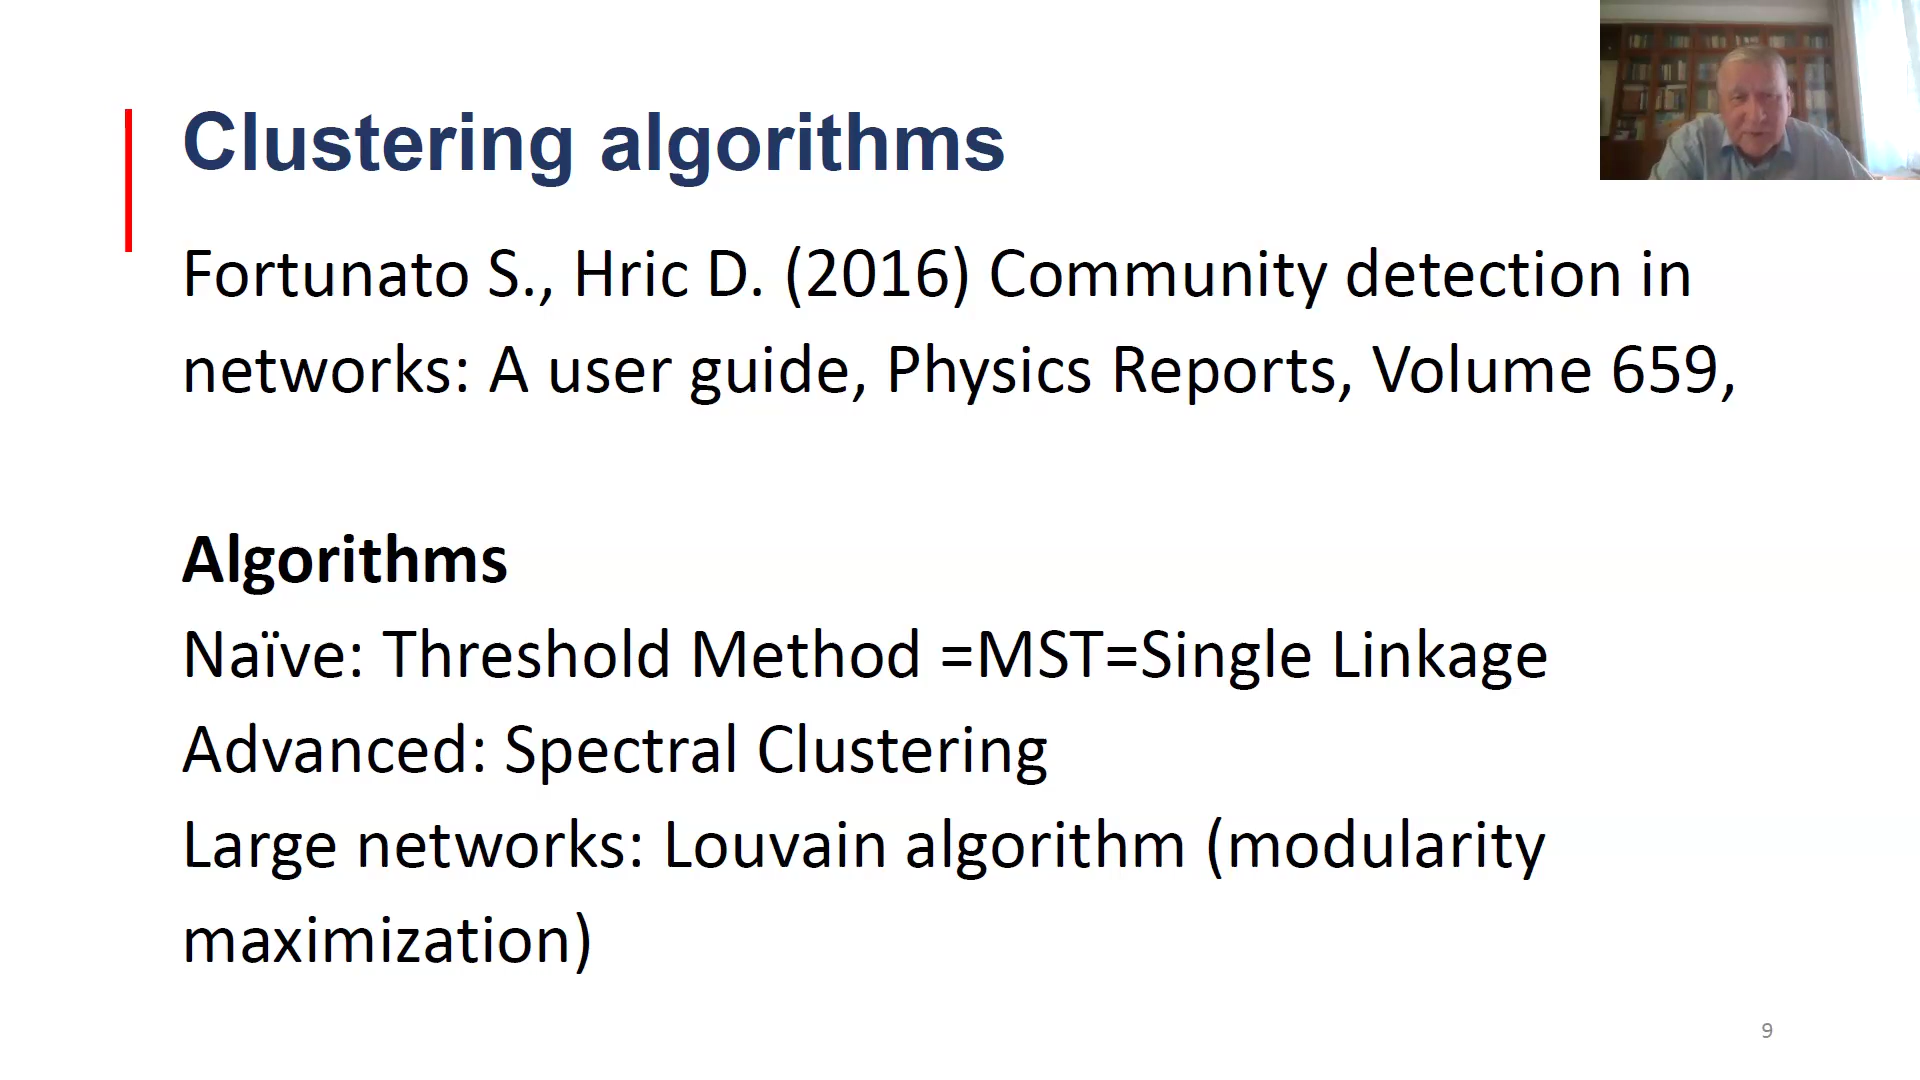 Clustering algorithms
Fortunato S., Hric D. (2016) Community detection in
networks: A user guide, Physics Reports, Volume 659,
Algorithms
Naïve: Threshold Method =MST=Single Linkage
Advanced: Spectral Clustering
Large networks: Louvain algorithm (modularity
maximization)
9